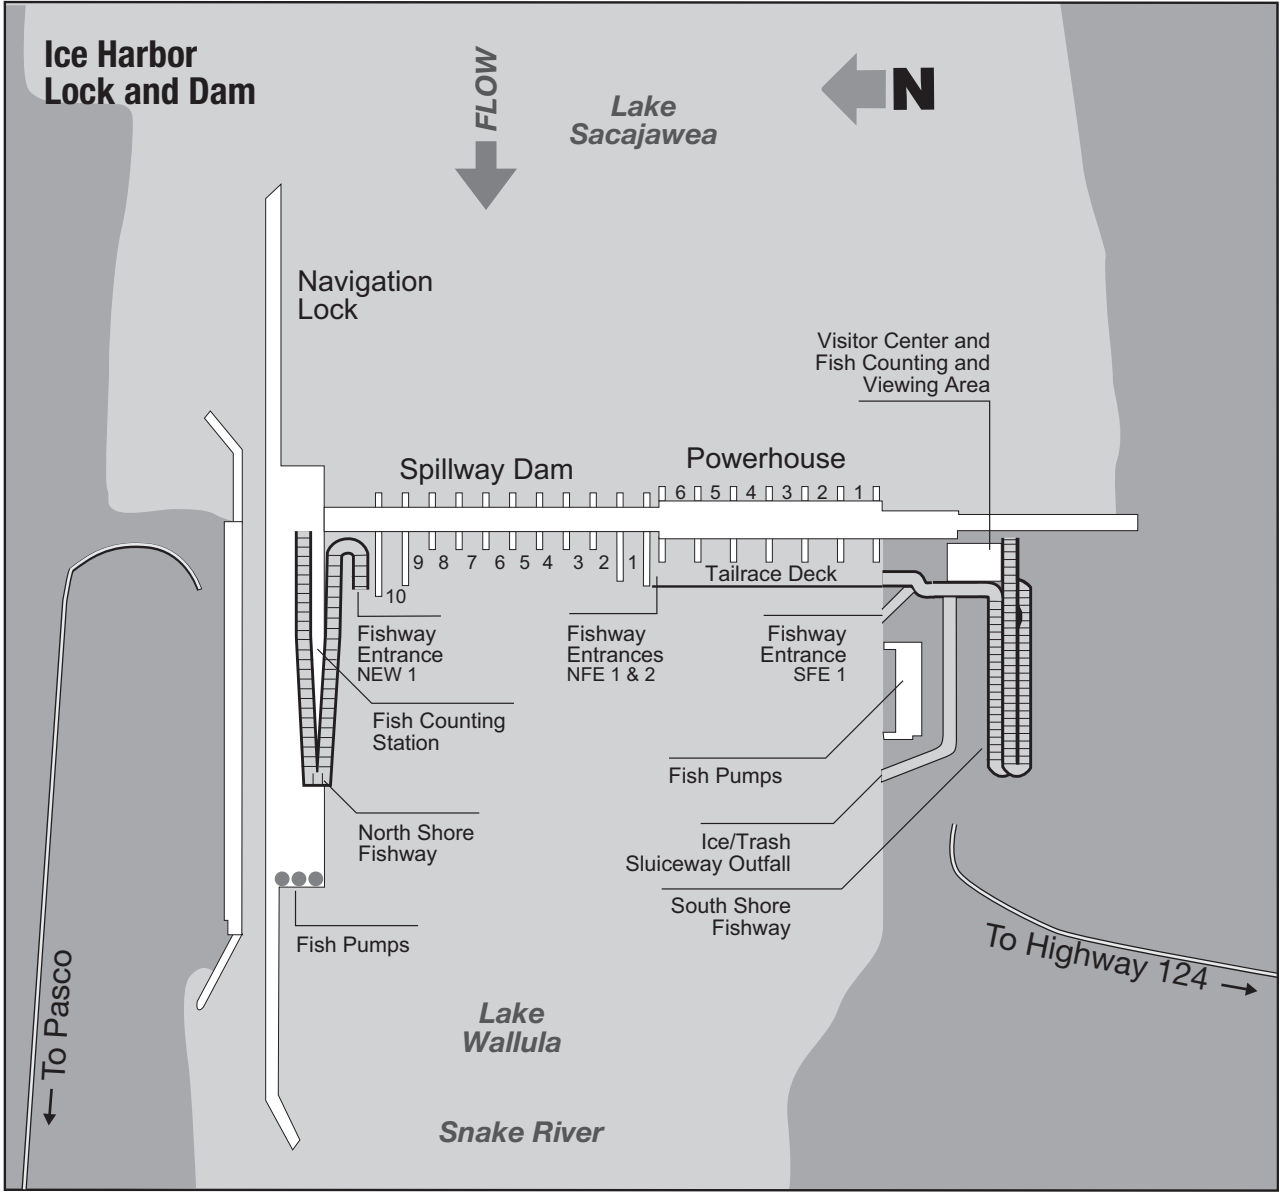 Ice Harbor
Lock and Dam
FLOW
Lake
Sacajawea
N
Navigation
Lock
Visitor Center and
Fish Counting and
Viewing Area
Spillway Dam
Powerhouse
6 5 4 3 2 1
10 9 8 7 6 5 4 3 2 1
Tailrace Deck
Fishway
Entrance
NEW 1
Fishway
Entrances
NFE 1 & 2
Fishway
Entrance
SFE 1
Fish Counting
Station
Fish Pumps
North Shore
Fishway
Ice/Trash
Sluiceway Outfall
South Shore
Fishway
Fish Pumps
To Pasco
To Highway 124
Lake
Wallula
Snake River